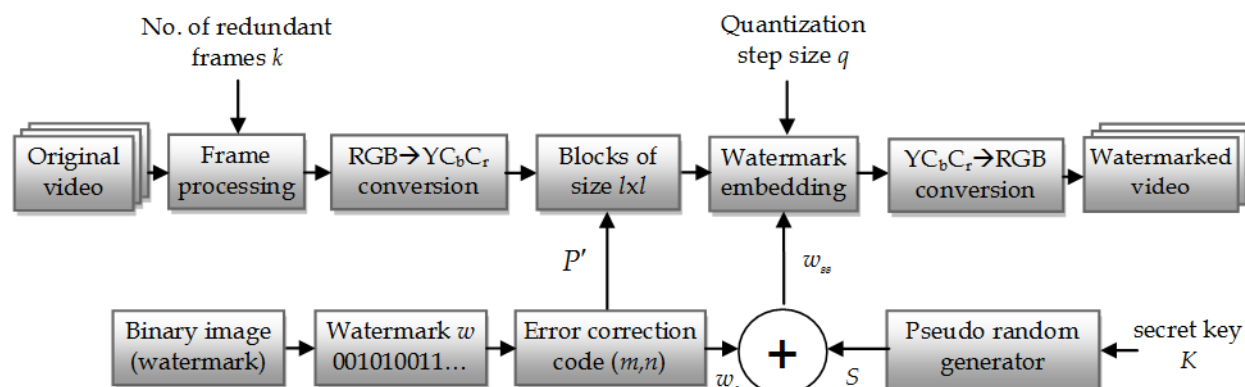 No. of redundant
frames k
Quantization
step size q
Original
video
Frame
processing
RGB→YCbCr
conversion
Blocks of
size lxl
Watermark
embedding
YCbCr→RGB
conversion
Watermarked
video
P'
wss
Binary image
(watermark)
Watermark w
001010011...
Error correction
code (m,n)
+
S
Pseudo random
generator
secret key
K